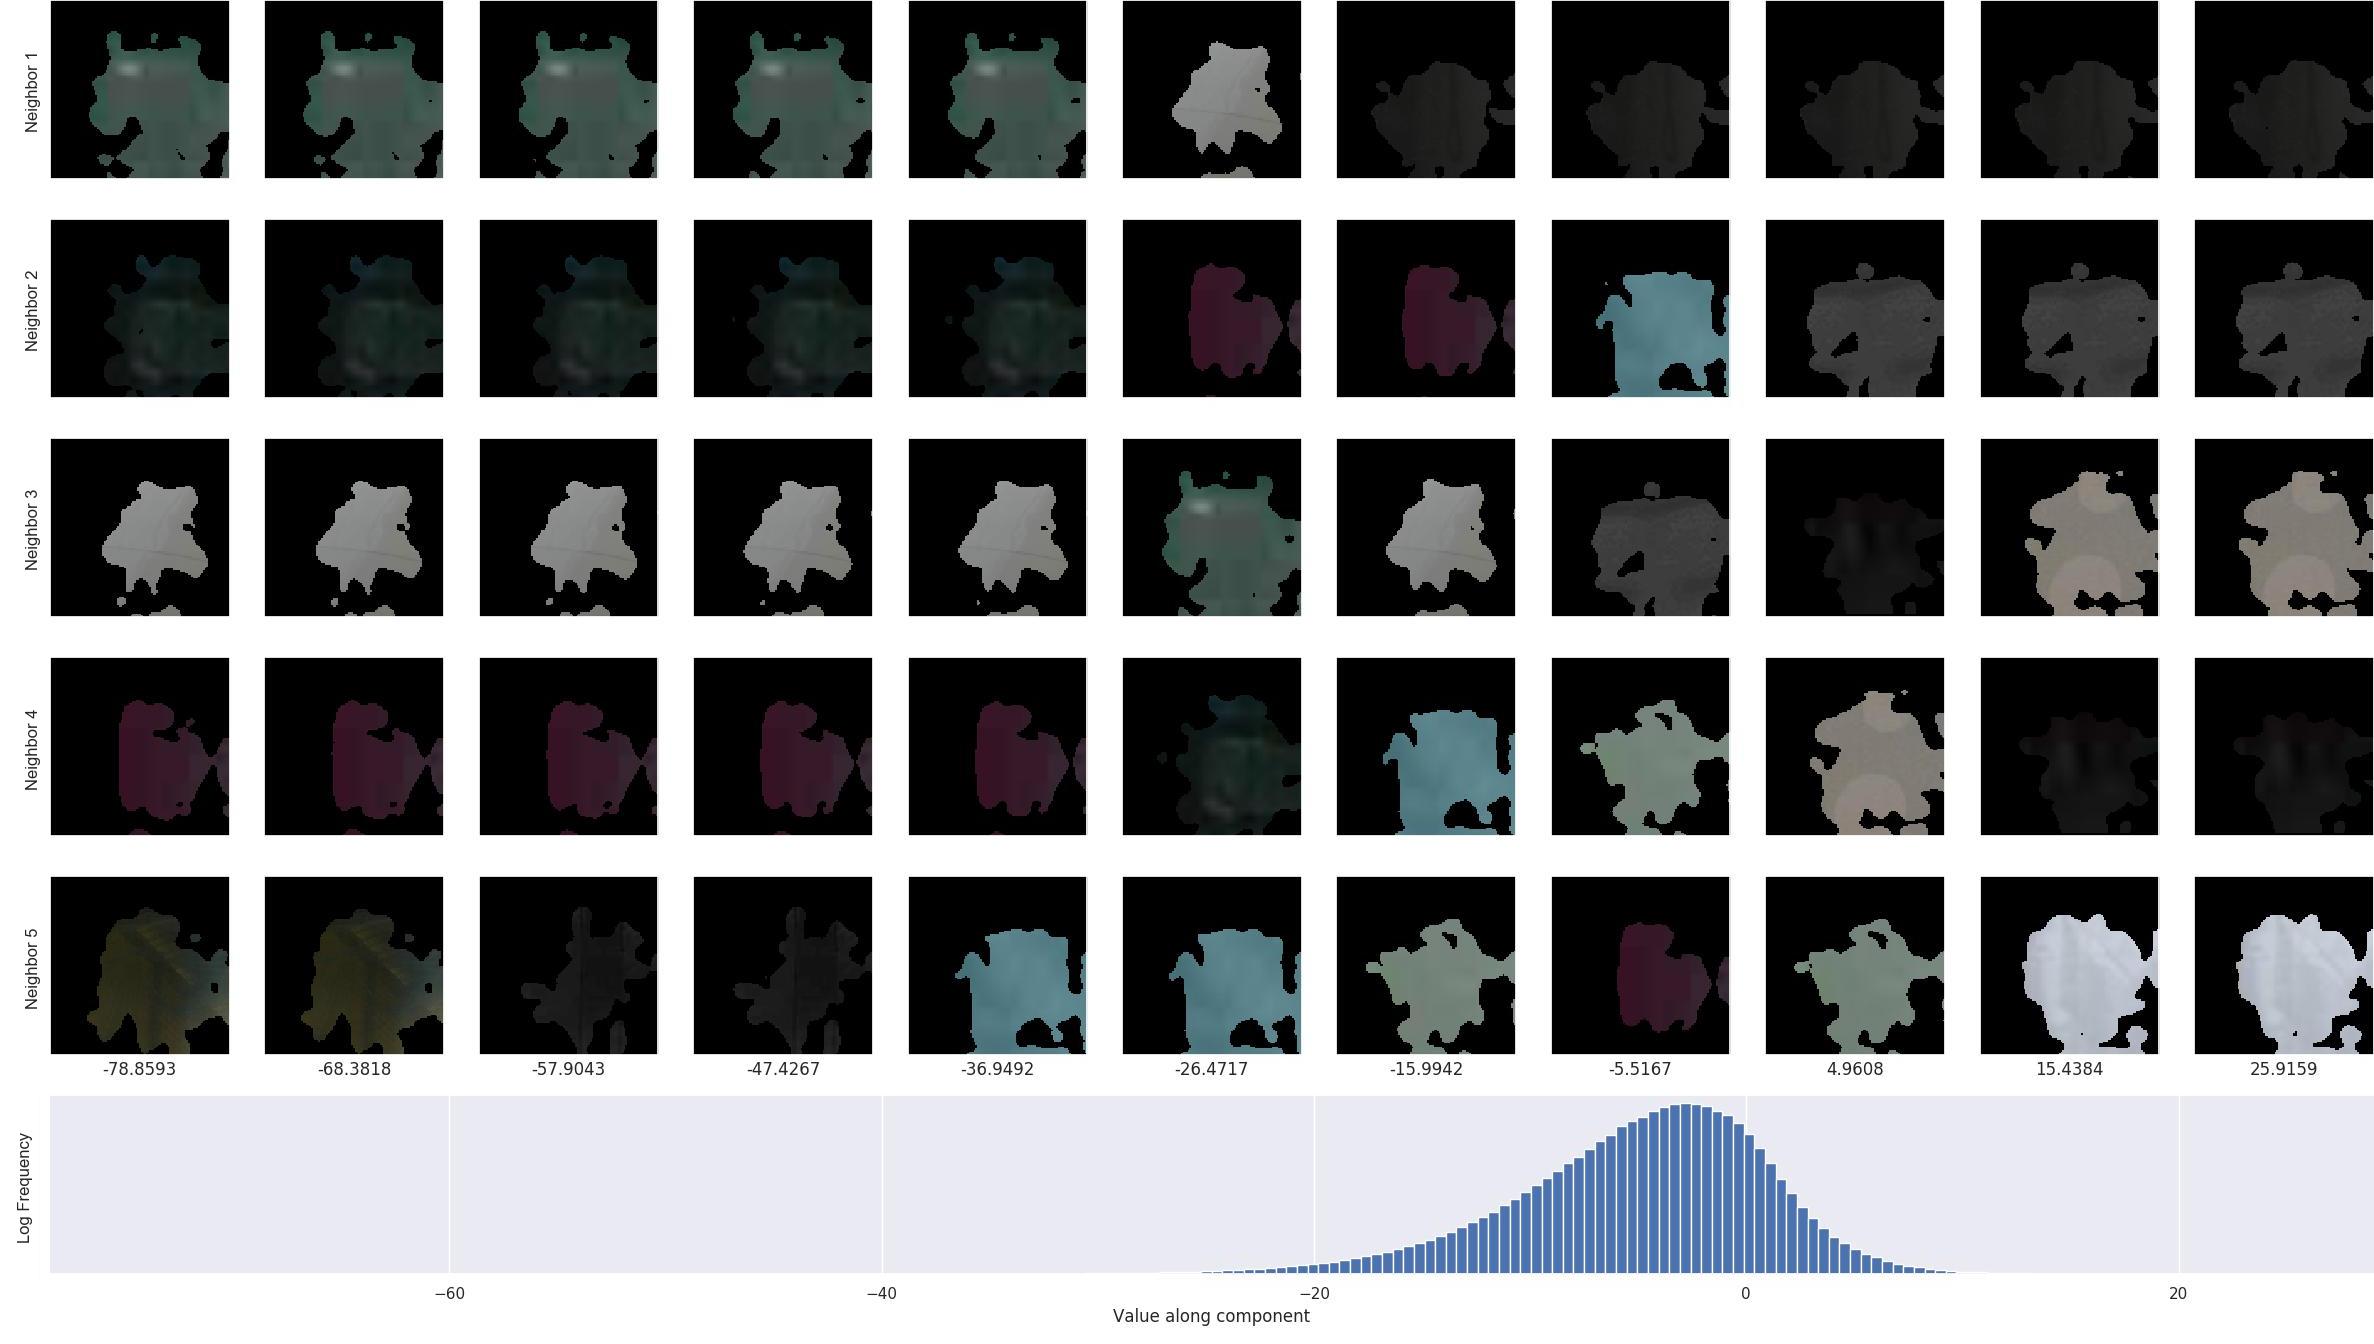 Neighbor 1
Neighbor 2
Neighbor 3
Neighbor 4
Neighbor 5
-78.8593 -68.3818 -57.9043 -47.4267 -36.9492 -26.4717 -15.9942 -5.5167 4.9608 15.4384 25.9159
Log Frequency
−60 −40 −20 0 20
Value along component